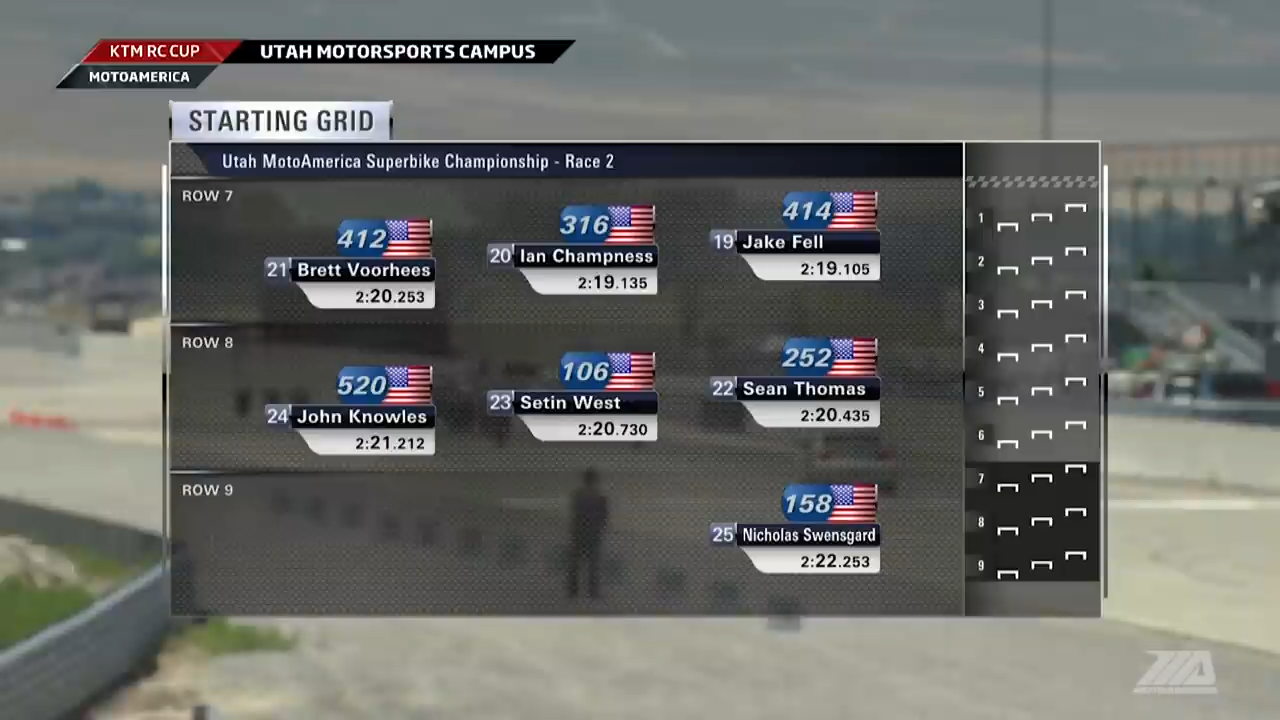 KTM RC CUP
UTAH MOTORSPORTS CAMPUS
MOTOAMERICA
STARTING GRID
Utah MotoAmerica Superbike Championship - Race 2
ROW 7
412
21 Brett Voorhees
2:20.253
316
20 Ian Champness
2:19.135
414
19 Jake Fell
2:19.105
ROW 8
520
24 John Knowles
2:21.212
106
23 Setin West
2:20.730
252
22 Sean Thomas
2:20.435
ROW 9
158
25 Nicholas Swensgard
2:22.253
1
2
3
4
5
6
7
8
9